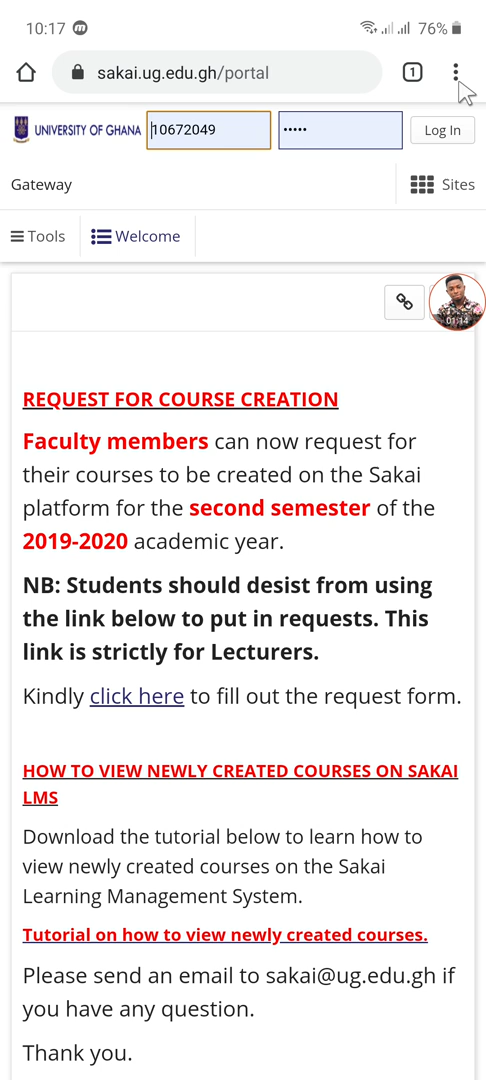 10:17 m 76%
sakai.ug.edu.gh/portal 1
UNIVERSITY OF GHANA 10672049 ••••• Log In
Gateway Sites
Tools Welcome
01:14
REQUEST FOR COURSE CREATION
Faculty members can now request for
their courses to be created on the Sakai
platform for the second semester of the
2019-2020 academic year.
NB: Students should desist from using
the link below to put in requests. This
link is strictly for Lecturers.
Kindly click here to fill out the request form.
HOW TO VIEW NEWLY CREATED COURSES ON SAKAI
LMS
Download the tutorial below to learn how to
view newly created courses on the Sakai
Learning Management System.
Tutorial on how to view newly created courses.
Please send an email to sakai@ug.edu.gh if
you have any question.
Thank you.